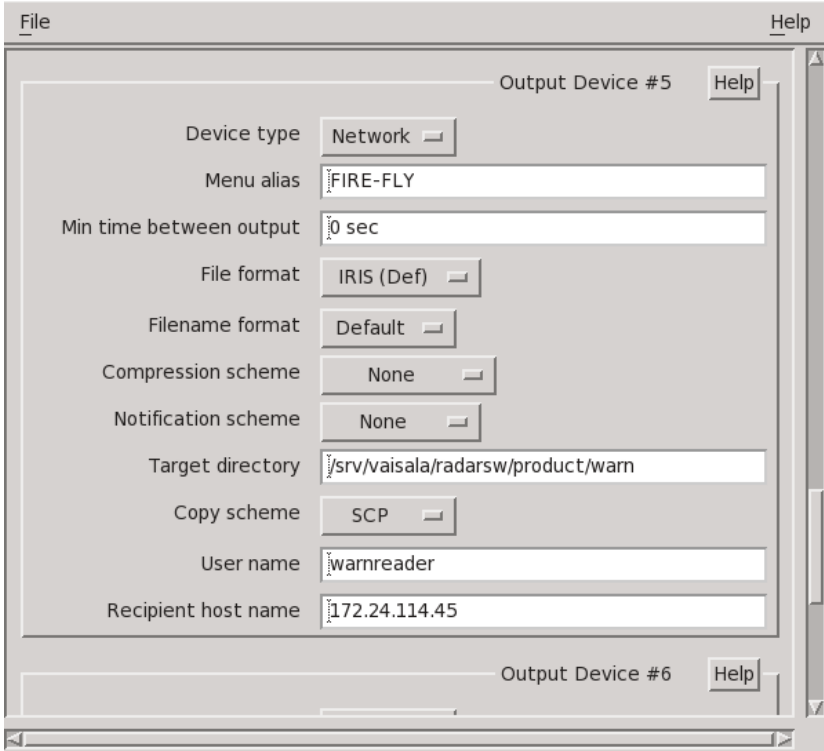 File Help
Output Device #5 Help
Device type Network
Menu alias FIRE-FLY
Min time between output 0 sec
File format IRIS (Def)
Filename format Default
Compression scheme None
Notification scheme None
Target directory /srv/vaisala/radarsw/product/warn
Copy scheme SCP
User name warnreader
Recipient host name 172.24.114.45
Output Device #6 Help